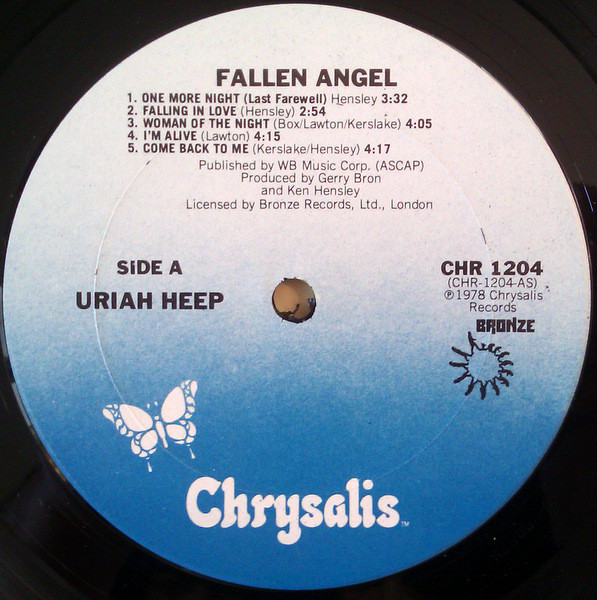 FALLEN ANGEL
1. ONE MORE NIGHT (Last Farewell) Hensley 3:32
2. FALLING IN LOVE (Hensley) 2:54
3. WOMAN OF THE NIGHT (Box/Lawton/Kerslake) 4:05
4. I'M ALIVE (Lawton) 4:15
5. COME BACK TO ME (Kerslake/Hensley) 4:17
Published by WB Music Corp. (ASCAP)
Produced by Gerry Bron
and Ken Hensley
Licensed by Bronze Records, Ltd., London
SIDE A
URIAH HEEP
CHR 1204
(CHR-1204-AS)
℗1978 Chrysalis
Records
BRONZE
Chrysalis™